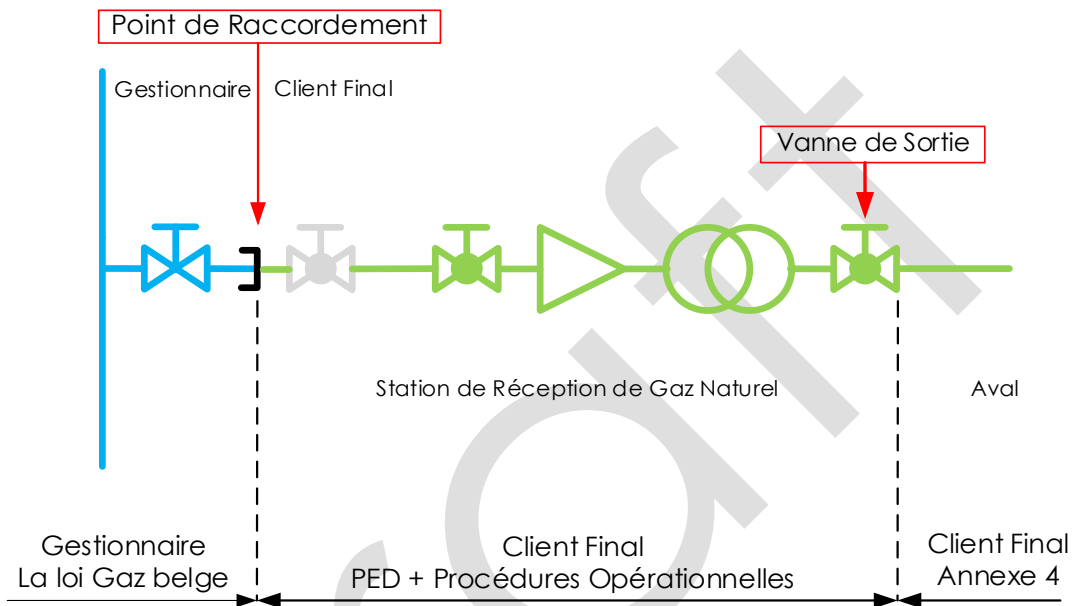 Point de Raccordement
Gestionnaire
Client Final
Vanne de Sortie
Station de Réception de Gaz Naturel
Aval
Gestionnaire
La loi Gaz belge
Client Final
PED + Procédures Opérationnelles
Client Final
Annexe 4
raft